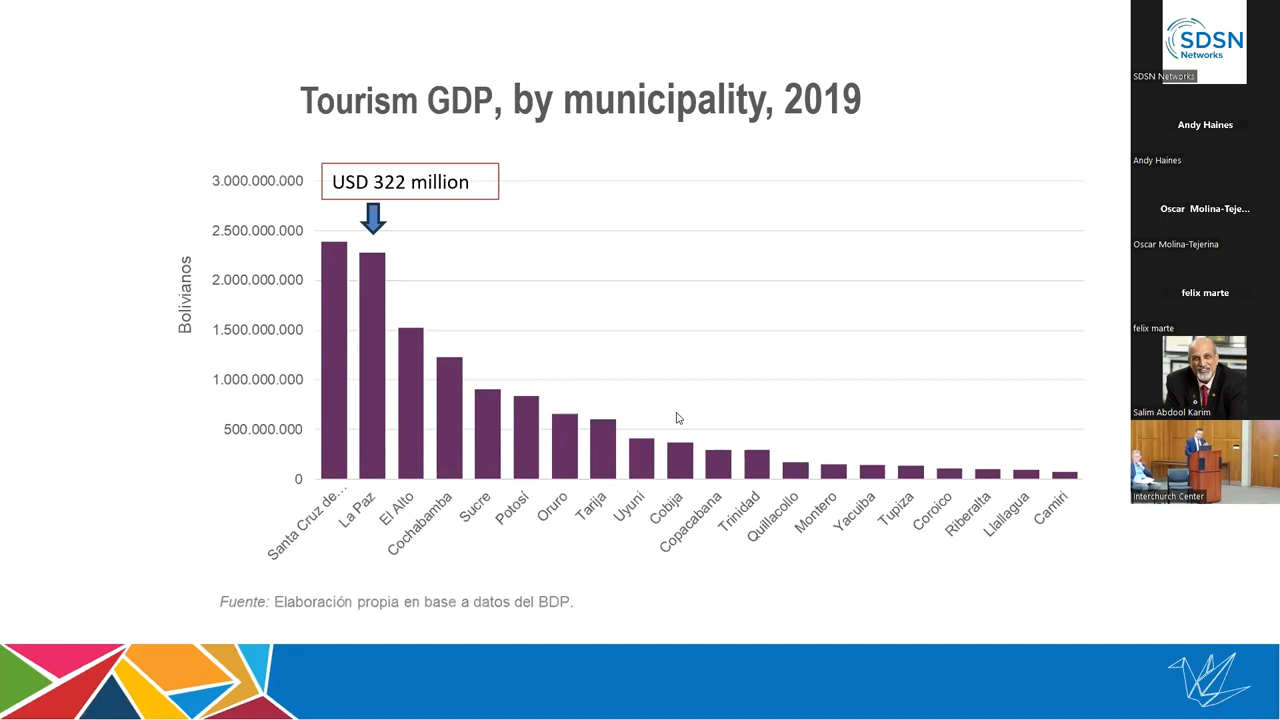 Tourism GDP, by municipality, 2019
USD 322 million
3.000.000.000
2.500.000.000
2.000.000.000
1.500.000.000
1.000.000.000
500.000.000
0
Bolivianos
Santa Cruz de...
La Paz
El Alto
Cochabamba
Sucre
Potosí
Oruro
Tarija
Uyuni
Cobija
Copacabana
Trinidad
Quillacollo
Montero
Yacuiba
Tupiza
Coroico
Riberalta
Llallagua
Camiri
Fuente: Elaboración propia en base a datos del BDP.
SDSN
Networks
SDSN Networks
Andy Haines
Andy Haines
Oscar Molina-Teje...
Oscar Molina-Tejerina
felix marte
felix marte
Salim Abdool Karim
Interchurch Center